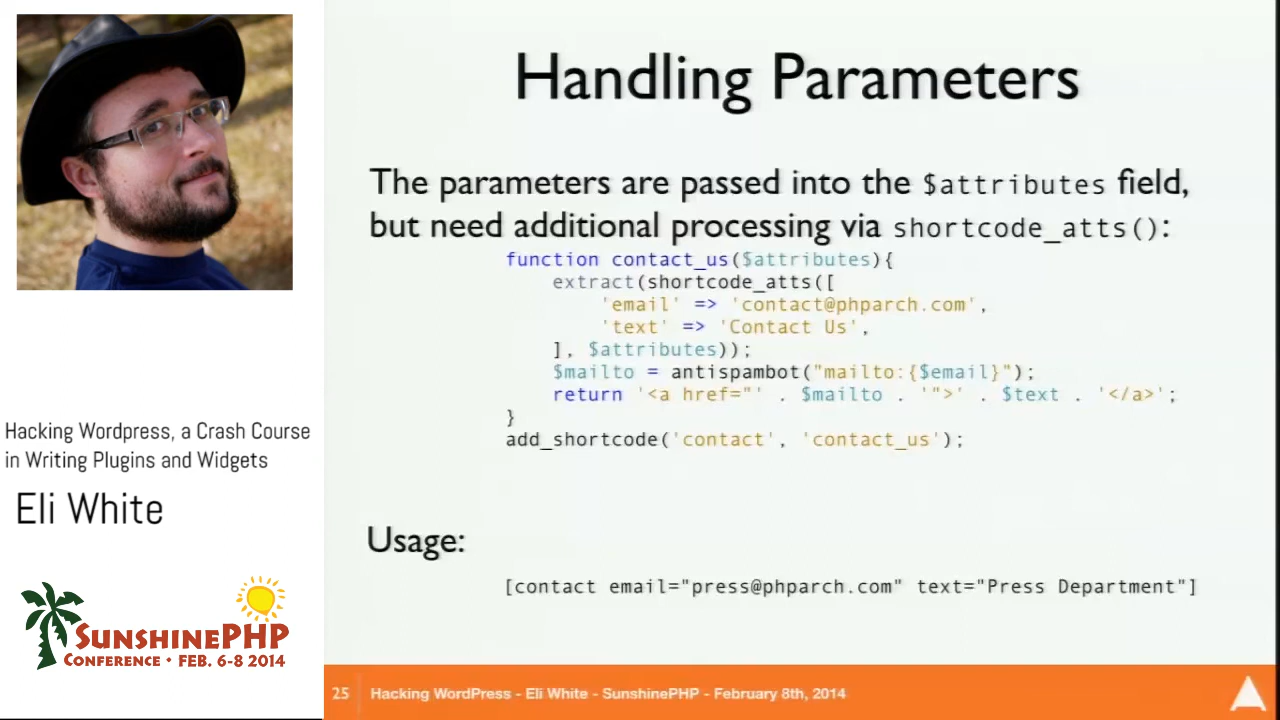 Handling Parameters
The parameters are passed into the $attributes field,
but need additional processing via shortcode_atts():
function contact_us($attributes){
    extract(shortcode_atts([
        'email' => 'contact@phparch.com',
        'text' => 'Contact Us',
    ], $attributes));
    $mailto = antispambot("mailto:{$email}");
    return '<a href="' . $mailto . '">' . $text . '</a>';
}
add_shortcode('contact', 'contact_us');
Usage:
[contact email="press@phparch.com" text="Press Department"]
Hacking Wordpress, a Crash Course
in Writing Plugins and Widgets
Eli White
SUNSHINEPHP
CONFERENCE • FEB. 6-8 2014
25 Hacking WordPress - Eli White - SunshinePHP - February 8th, 2014